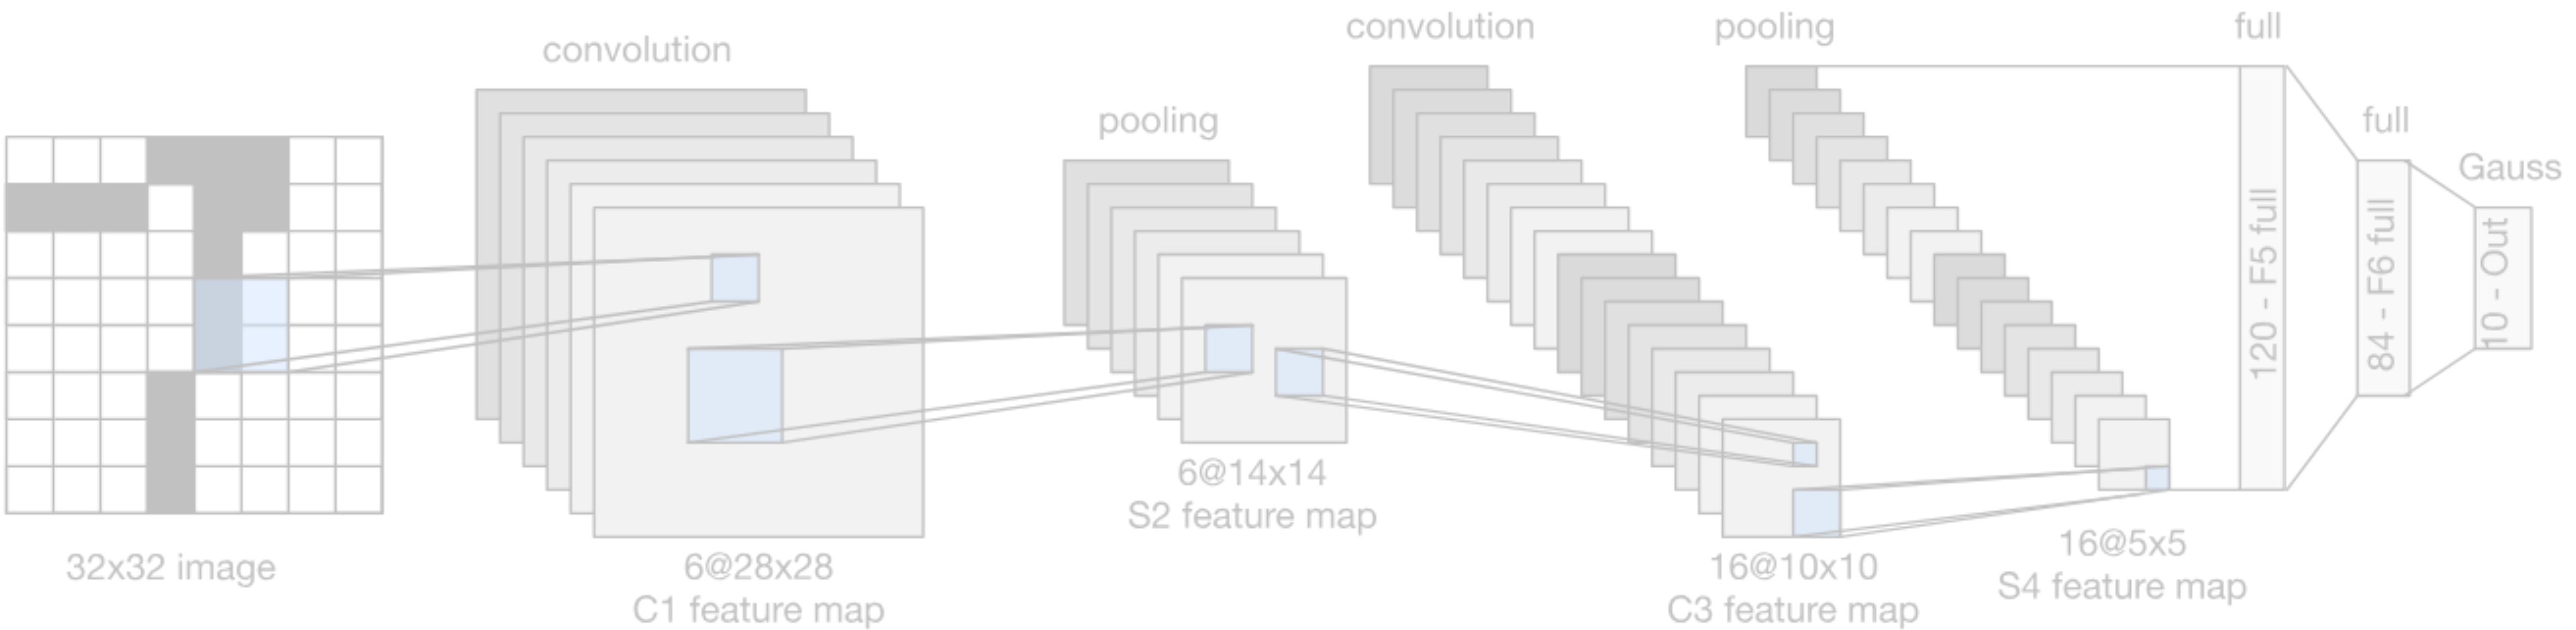 convolution
pooling
convolution
pooling
full
full
Gauss
32x32 image
6@28x28
C1 feature map
6@14x14
S2 feature map
16@10x10
C3 feature map
16@5x5
S4 feature map
120 - F5 full
84 - F6 full
10 - Out